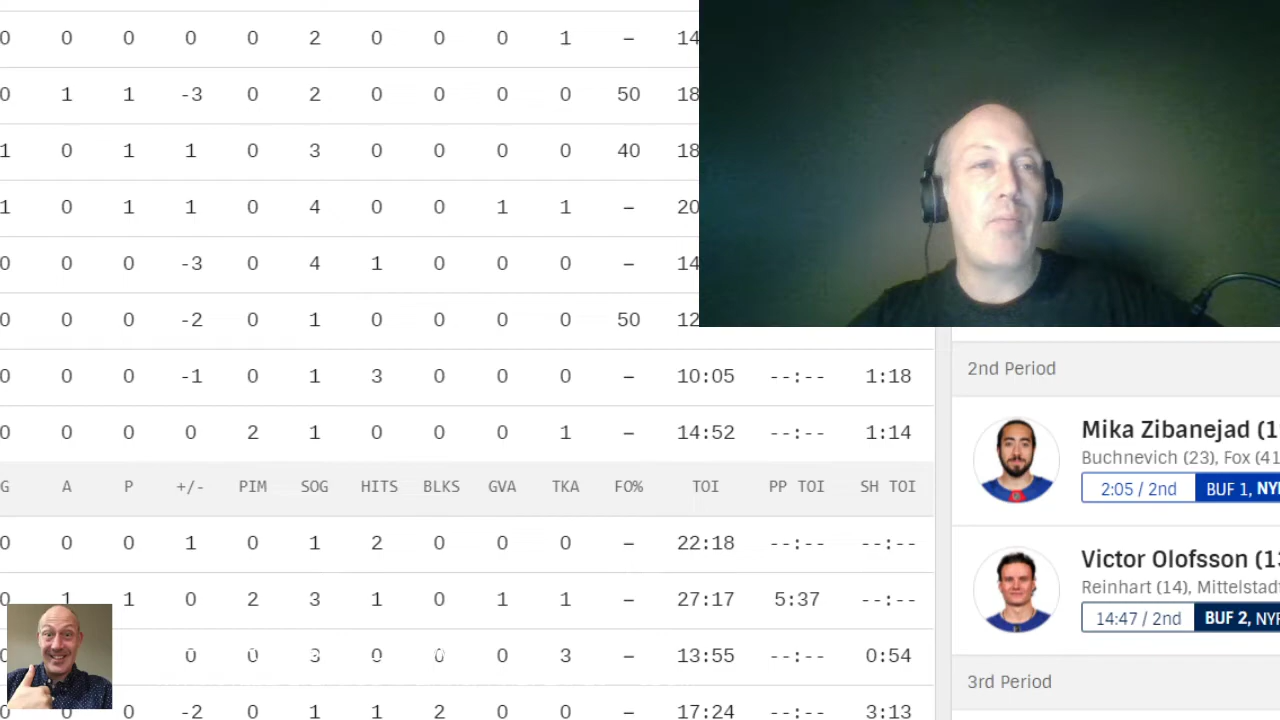 0 0 0 0 0 2 0 0 0 1 – 14
0 1 1 -3 0 2 0 0 0 0 50 18
1 0 1 1 0 3 0 0 0 0 40 18
1 0 1 1 0 4 0 0 1 1 – 20
0 0 0 -3 0 4 1 0 0 0 – 14
0 0 0 -2 0 1 0 0 0 0 50 12
0 0 0 -1 0 1 3 0 0 0 – 10:05 --:-- 1:18
0 0 0 0 2 1 0 0 0 1 – 14:52 --:-- 1:14
G A P +/- PIM SOG HITS BLKS GVA TKA FO% TOI PP TOI SH TOI
0 0 0 1 0 1 2 0 0 0 – 22:18 --:-- --:--
0 1 1 0 2 3 1 0 1 1 – 27:17 5:37 --:--
0 0 0 3 0 0 0 3 – 13:55 --:-- 0:54
0 0 -2 0 1 1 2 0 0 – 17:24 --:-- 3:13
2nd Period
Mika Zibanejad (1
Buchnevich (23), Fox (41
2:05 / 2nd BUF 1, NY
Victor Olofsson (1
Reinhart (14), Mittelstad
14:47 / 2nd BUF 2, NY
3rd Period